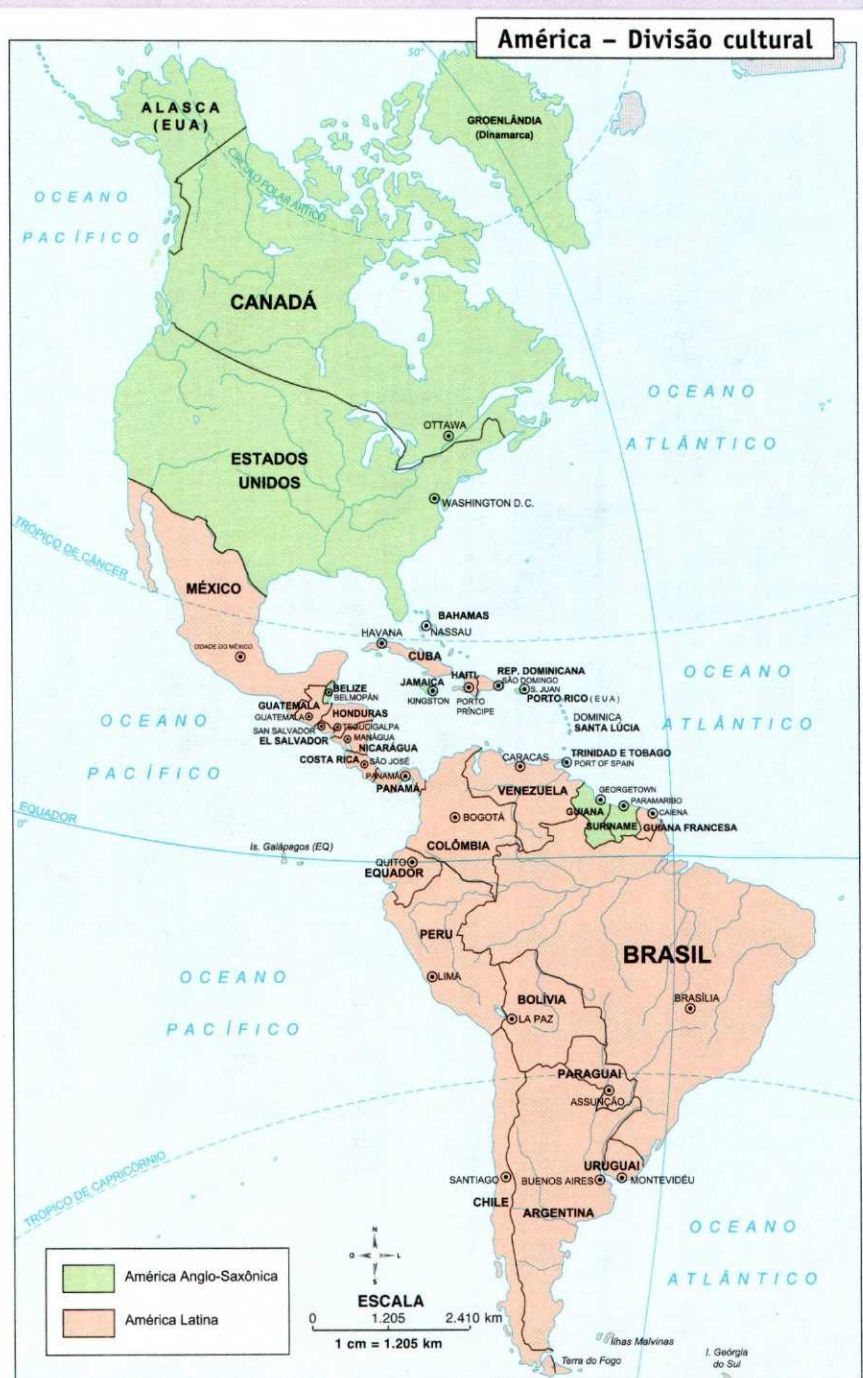 América – Divisão cultural
50°
ALASCA
(EUA)
GROENLÂNDIA
(Dinamarca)
CÍRCULO POLAR ÁRTICO
OCEANO
PACÍFICO
CANADÁ
OCEANO
ATLÂNTICO
OTTAWA
ESTADOS
UNIDOS
WASHINGTON D.C.
TRÓPICO DE CÂNCER
MÉXICO
CIDADE DO MÉXICO
BAHAMAS
NASSAU
HAVANA
CUBA
JAMAICA
KINGSTON
HAITI
PORTO
PRÍNCIPE
REP. DOMINICANA
SÃO DOMINGO
S. JUAN
PORTO RICO (EUA)
OCEANO
ATLÂNTICO
BELIZE
BELMOPÁN
GUATEMALA
GUATEMALA
HONDURAS
TEGUCIGALPA
SAN SALVADOR
EL SALVADOR
MANÁGUA
NICARÁGUA
COSTA RICA
SÃO JOSÉ
PANAMÁ
PANAMÁ
DOMINICA
SANTA LÚCIA
TRINIDAD E TOBAGO
PORT OF SPAIN
OCEANO
PACÍFICO
CARACAS
VENEZUELA
GEORGETOWN
PARAMARIBO
CAIENA
GUIANA
SURINAME
GUIANA FRANCESA
EQUADOR
0°
BOGOTÁ
COLÔMBIA
Is. Galápagos (EQ)
QUITO
EQUADOR
PERU
LIMA
BRASIL
BRASÍLIA
OCEANO
PACÍFICO
BOLÍVIA
LA PAZ
PARAGUAI
ASSUNÇÃO
TRÓPICO DE CAPRICÓRNIO
SANTIAGO
CHILE
BUENOS AIRES
ARGENTINA
URUGUAI
MONTEVIDÉU
OCEANO
ATLÂNTICO
América Anglo-Saxônica
América Latina
N
O L
S
ESCALA
0 1.205 2.410 km
1 cm = 1.205 km
Ilhas Malvinas
Terra do Fogo
I. Geórgia
do Sul